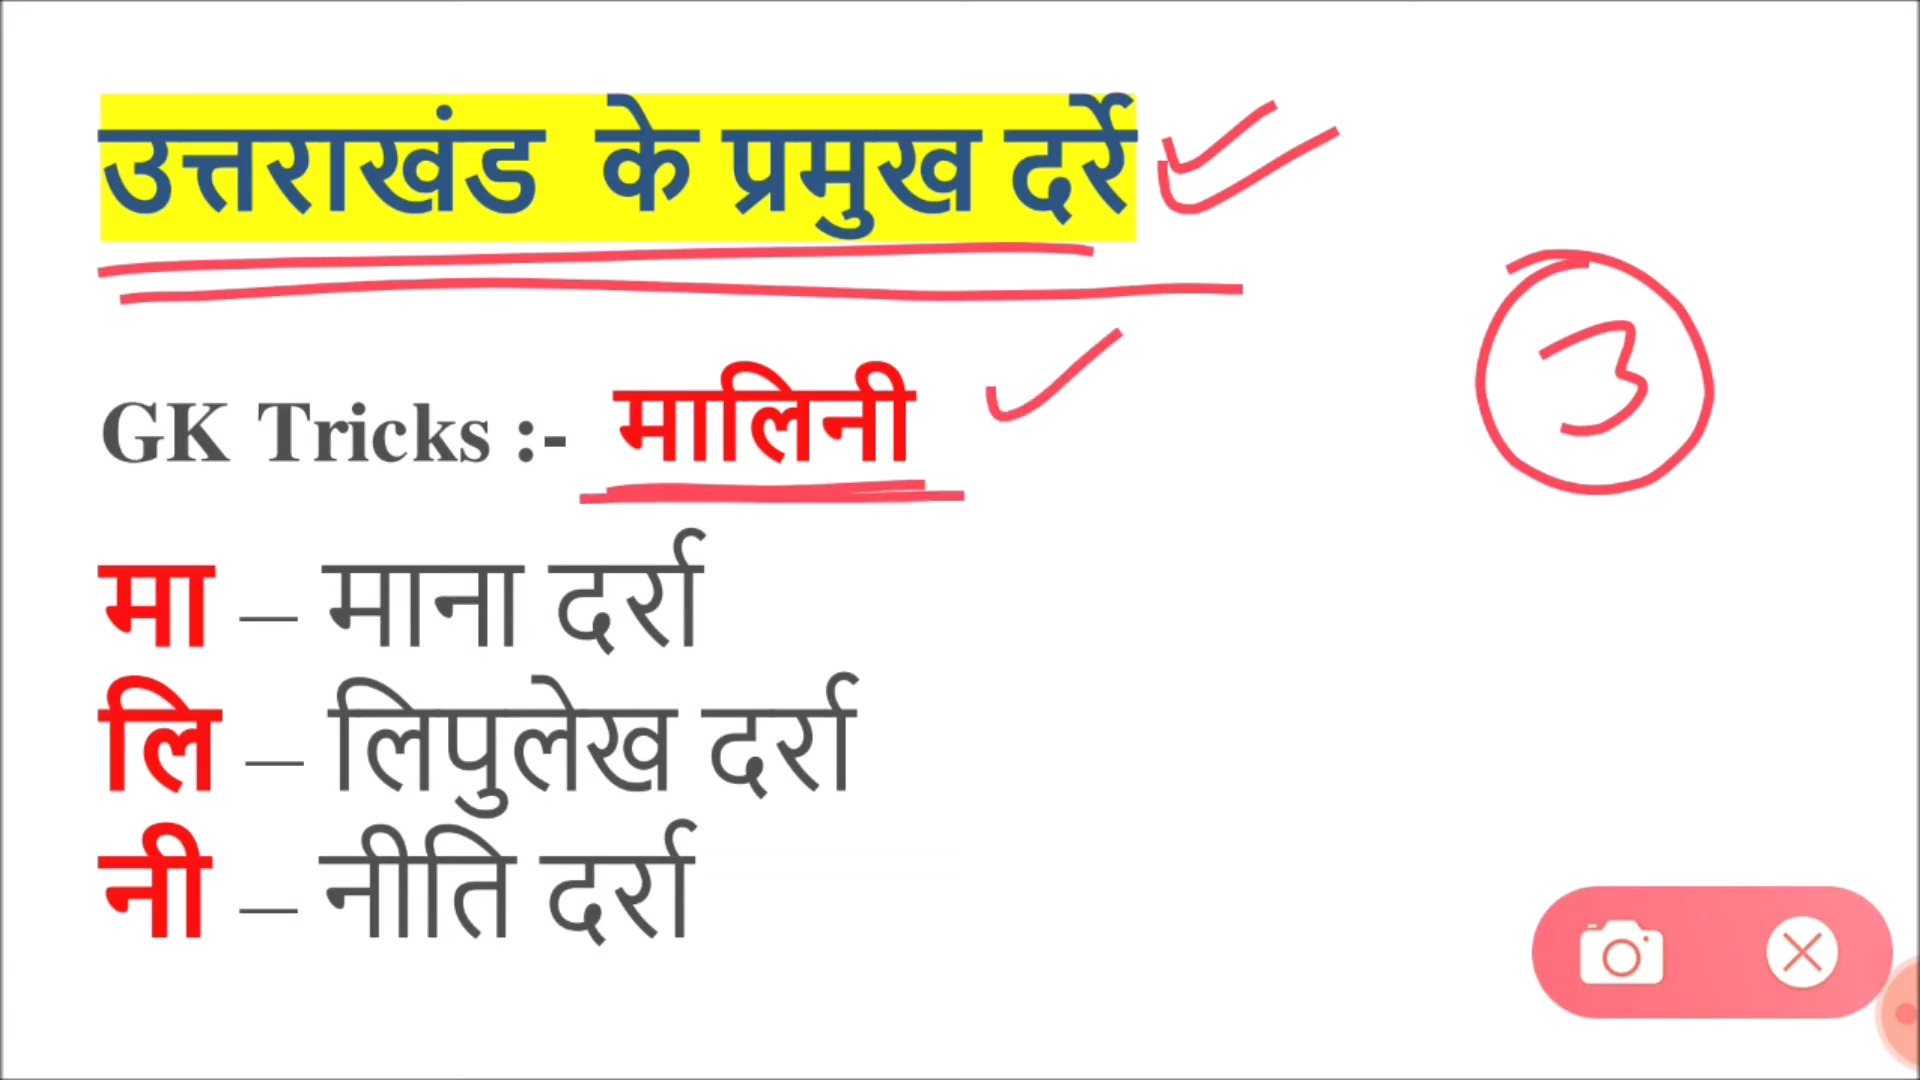 उत्तराखंड के प्रमुख दर्रे
3
GK Tricks :- मालिनी
मा – माना दर्रा
लि – लिपुलेख दर्रा
नी – नीति दर्रा